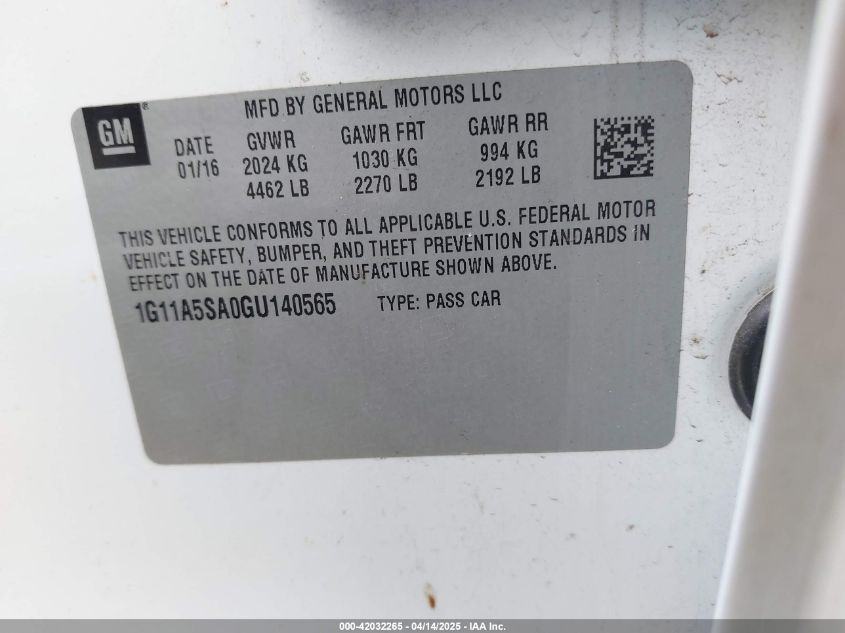 GM ®
MFD BY GENERAL MOTORS LLC
DATE GVWR GAWR FRT GAWR RR
01/16 2024 KG 1030 KG 994 KG
4462 LB 2270 LB 2192 LB
THIS VEHICLE CONFORMS TO ALL APPLICABLE U.S. FEDERAL MOTOR
VEHICLE SAFETY, BUMPER, AND THEFT PREVENTION STANDARDS IN
EFFECT ON THE DATE OF MANUFACTURE SHOWN ABOVE.
1G11A5SA0GU140565 TYPE: PASS CAR
000-42032265 - 04/14/2025 - IAA Inc.